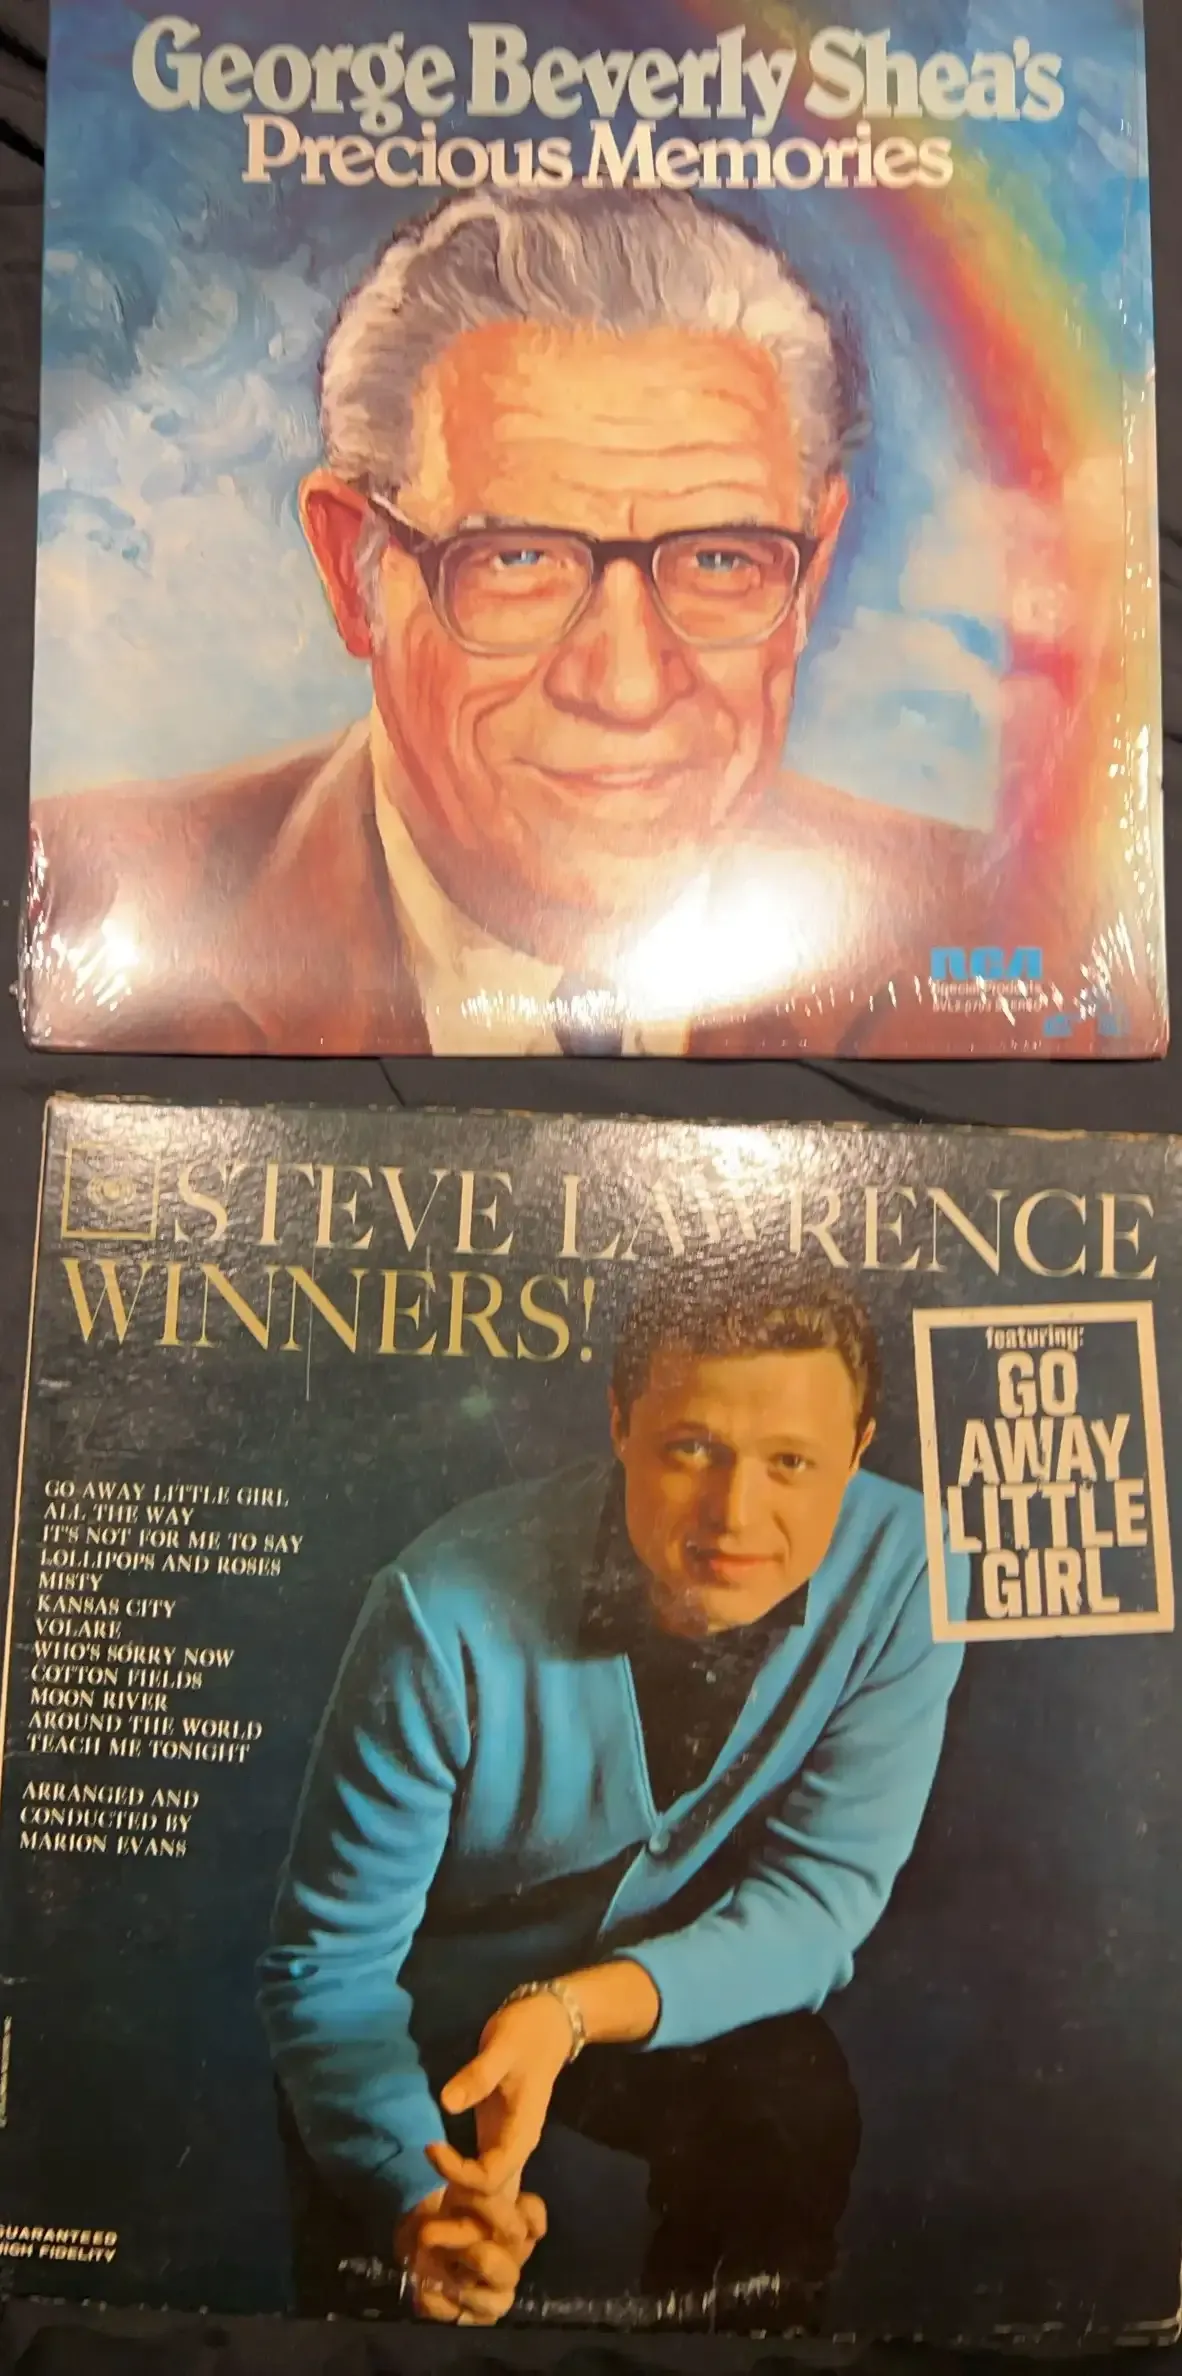 George Beverly Shea's
Precious Memories
RCA
Special Products
STEVE LAWRENCE
WINNERS!
featuring:
GO
AWAY
LITTLE
GIRL
GO AWAY LITTLE GIRL
ALL THE WAY
IT'S NOT FOR ME TO SAY
LOLLIPOPS AND ROSES
MISTY
KANSAS CITY
VOLARE
WHO'S SORRY NOW
COTTON FIELDS
MOON RIVER
AROUND THE WORLD
TEACH ME TONIGHT
ARRANGED AND
CONDUCTED BY
MARION EVANS
GUARANTEED
HIGH FIDELITY